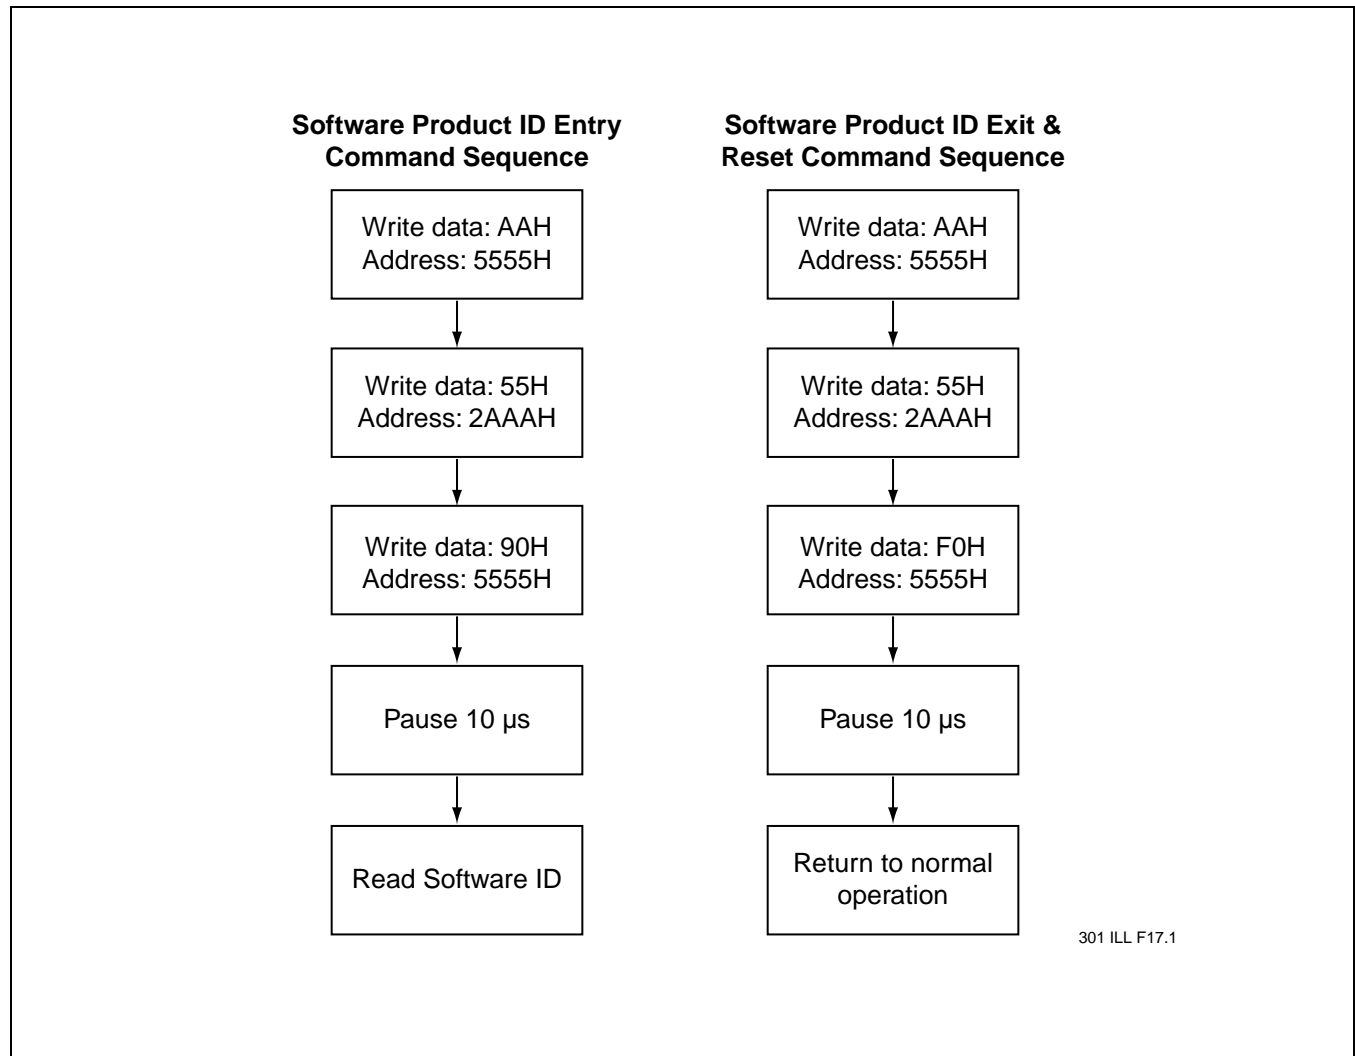 Software Product ID Entry
Command Sequence
Write data: AAH
Address: 5555H
Write data: 55H
Address: 2AAAH
Write data: 90H
Address: 5555H
Pause 10 µs
Read Software ID
Software Product ID Exit &
Reset Command Sequence
Write data: AAH
Address: 5555H
Write data: 55H
Address: 2AAAH
Write data: F0H
Address: 5555H
Pause 10 µs
Return to normal
operation
301 ILL F17.1